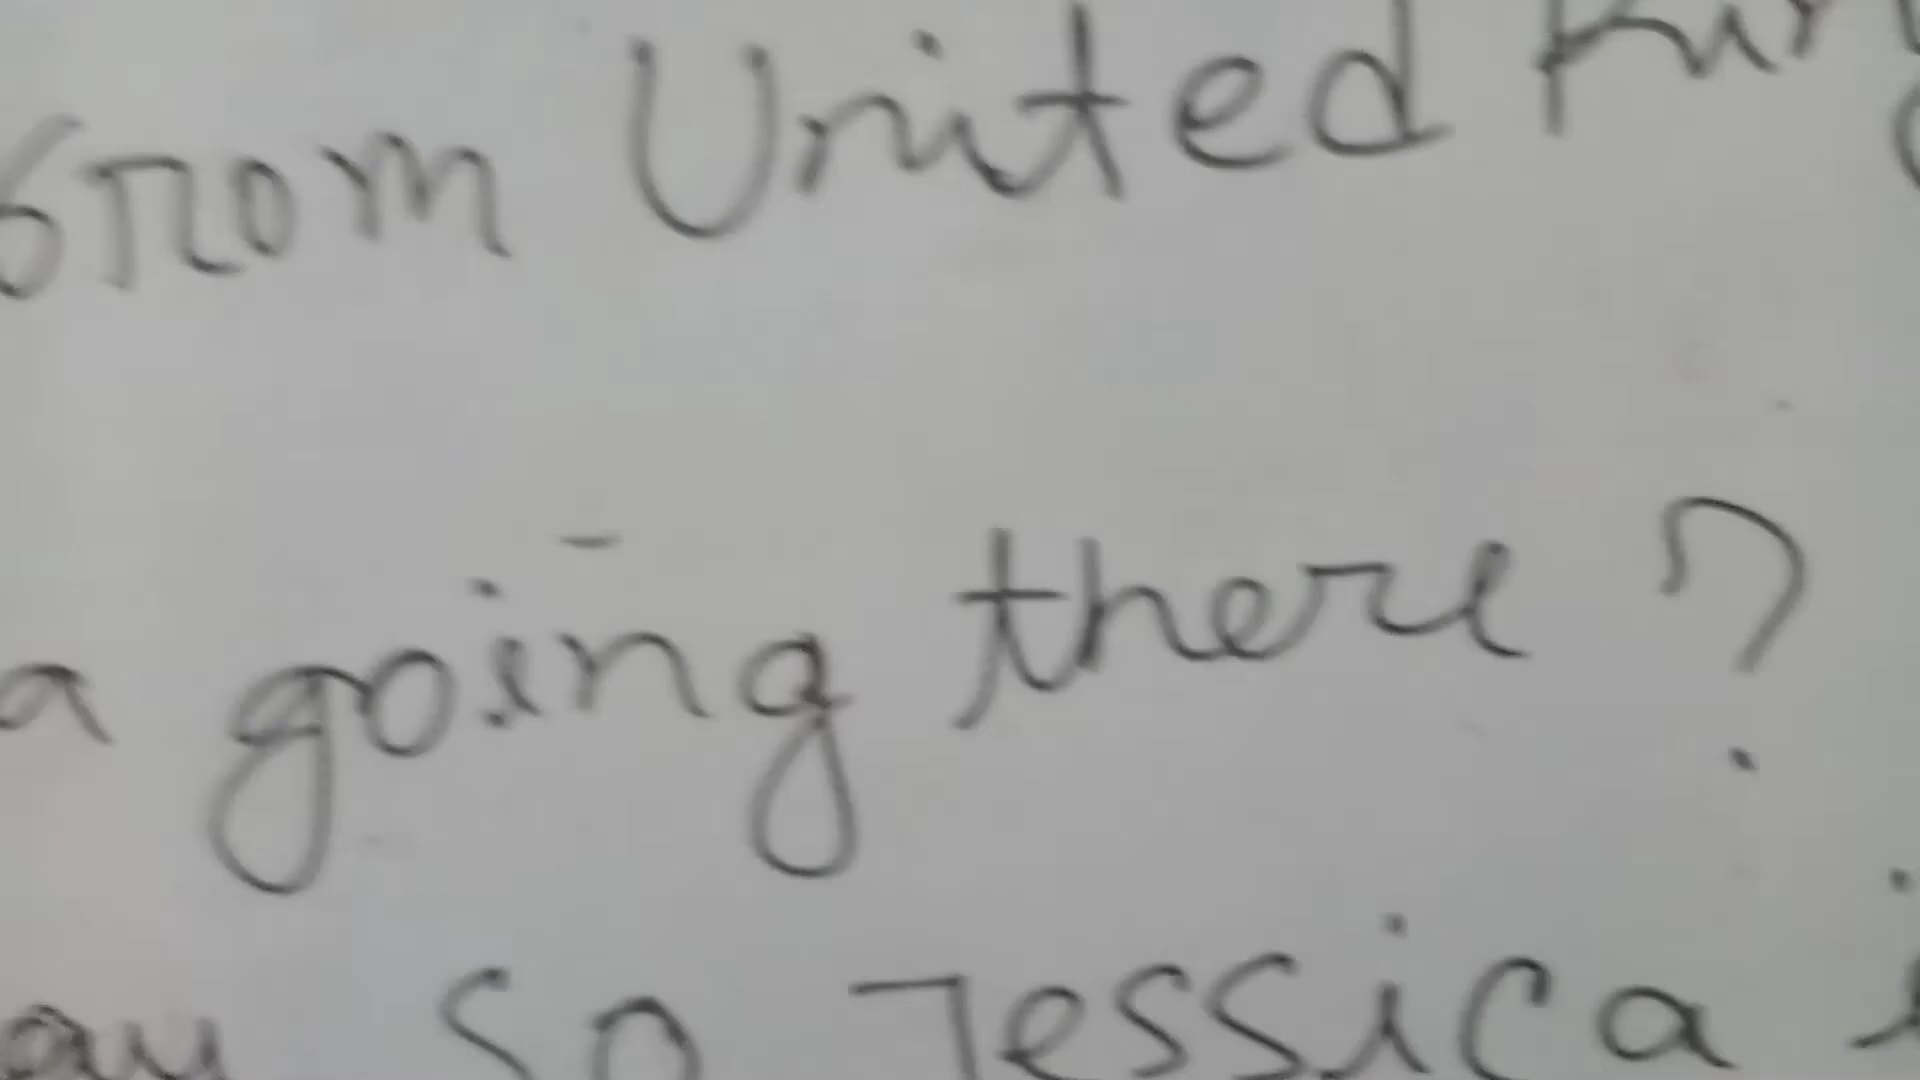 from United
going there?
so Jessica